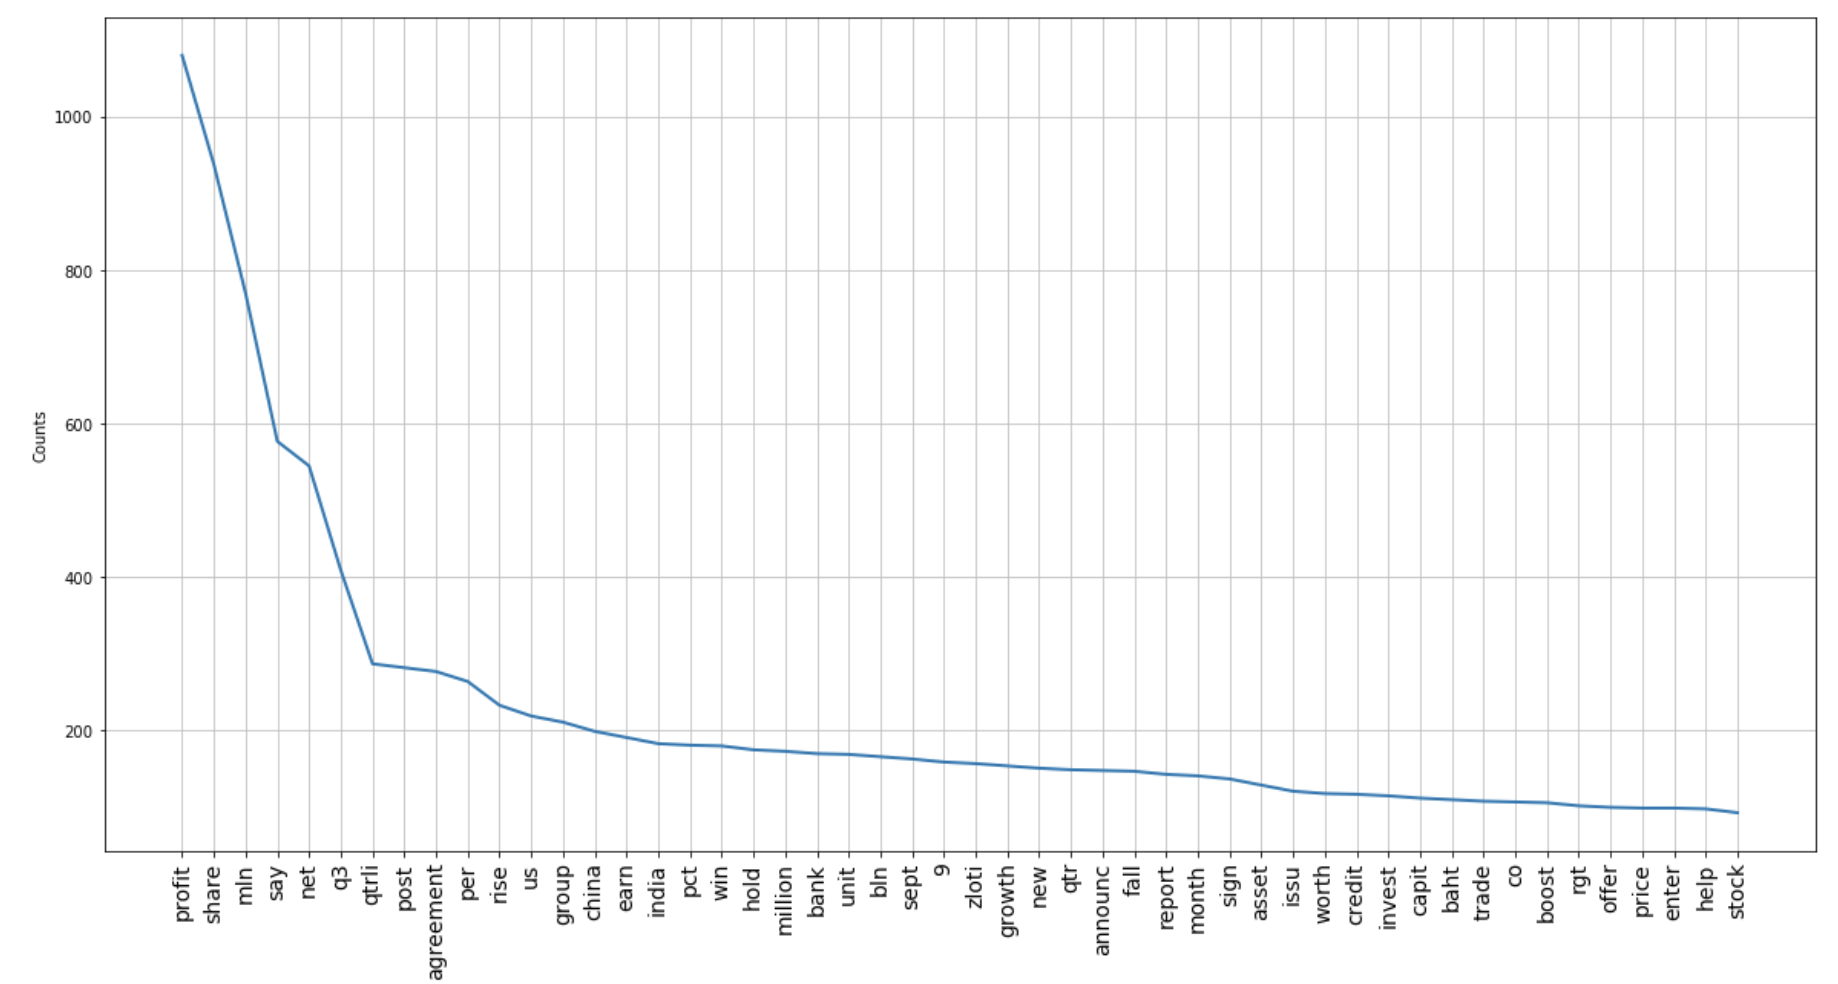 1000
800
600
400
200
Counts
profit
share
mln
say
net
q3
qtrli
post
agreement
per
rise
us
group
china
earn
india
pct
win
hold
million
bank
unit
bln
sept
9
zloti
growth
new
qtr
announc
fall
report
month
sign
asset
issu
worth
credit
invest
capit
baht
trade
co
boost
rgt
offer
price
enter
help
stock